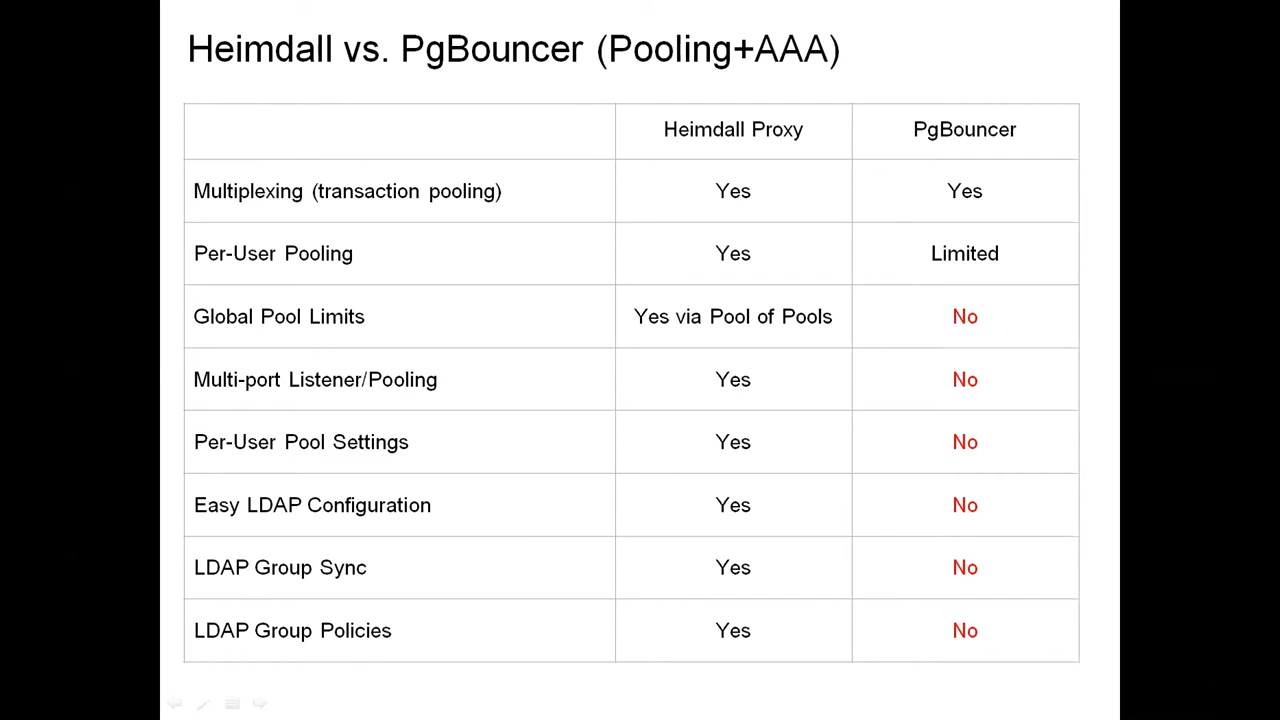 Heimdall vs. PgBouncer (Pooling+AAA)
Heimdall Proxy PgBouncer
Multiplexing (transaction pooling) Yes Yes
Per-User Pooling Yes Limited
Global Pool Limits Yes via Pool of Pools No
Multi-port Listener/Pooling Yes No
Per-User Pool Settings Yes No
Easy LDAP Configuration Yes No
LDAP Group Sync Yes No
LDAP Group Policies Yes No